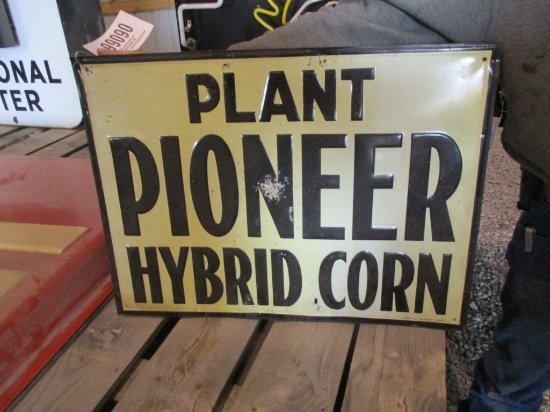 99090
ONAL
TER
PLANT
PIONEER
HYBRID CORN